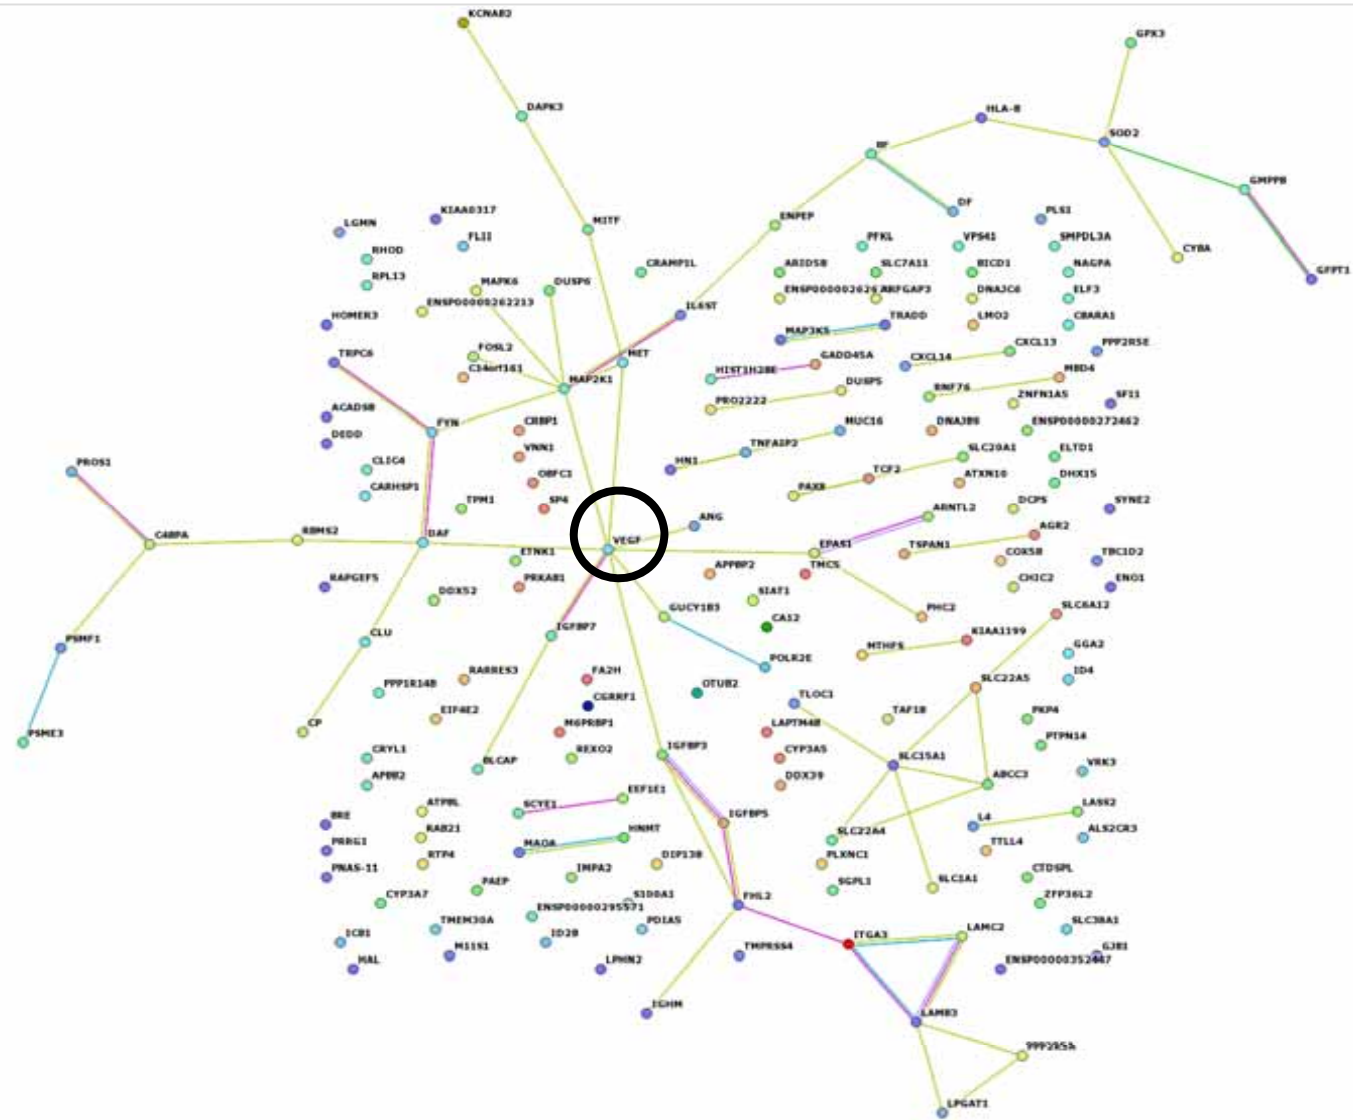 KCNAB2
GPX3
DAPK3
HLA-B
SOD2
BF
GMPPB
DF
ENPEP
MITF
CYBA
GFPT1
LGMN
KIAA0317
FLII
RHOD
RPL13
MAPK6
DUSP6
CRAMP1L
ENSP00000262213
IL6ST
PLS1
PFKL
VPS41
SMPDL3A
ARID5B
SLC7A11
BICD1
NAGPA
ARFGAP3
DNAJC6
ELF3
HOMER3
TRPC6
FOSL2
C14orf161
MET
MAP2K1
MAP3K5
TRADD
LMO2
CBARA1
CXCL14
CXCL13
PPP2R5E
HIST1H2BE
GADD45A
MBD4
PRO2222
DUSP5
RNF76
ZNFN1A5
SF11
ACADSB
DEDD
FYN
CRBP1
VNN1
OBFC1
SP4
CLIC4
CARHSP1
TPM1
MUC16
TNFAIP2
HN1
DNAJB6
ENSP00000272462
SLC20A1
ELTD1
TCF2
ATXN10
DHX15
PAX8
DCPS
SYNE2
PROS1
C4BPA
RBMS2
DAF
VEGF
ANG
EPAS1
ARNTL2
AGR2
TSPAN1
COX5B
TBC1D2
RAPGEF5
ETNK1
PRKAB1
APPBP2
TMC5
CHIC2
ENO1
DDX52
SIAT1
GUCY1B3
CA12
PHC2
SLC6A12
PSMF1
CLU
IGFBP7
POLR2E
MTHFS
KIAA1199
GGA2
ID4
RARRES3
FA2H
OTUB2
PPP1R14B
CGRRF1
TLOC1
SLC22A5
EIF4E2
M6PRBP1
LAPTM4B
TAF1B
PKP4
PSME3
CP
PTPN14
CRYL1
APBB2
BLCAP
REXO2
IGFBP3
CYP3A5
DDX39
SLC15A1
ABCC3
VRK3
ATP8L
SCYE1
EEF1E1
IGFBP5
L4
LASS2
BRE
PRRG1
PNAS-11
RAB21
RTP4
MAOA
HNMT
SLC22A4
ALS2CR3
IMPA2
DIP13B
PLXNC1
TTLL4
CYP3A7
PAEP
S100A1
FHL2
SGPL1
SLC1A1
CTDSPL
ZFP36L2
ENSP00000295571
ICB1
TMEM30A
ID2B
PDIA5
ITGA3
LAMC2
SLC38A1
MAL
M11S1
LPHN2
TMPRSS4
ENSP00000352447
GJB1
IGHM
LAMB3
LPGAT1